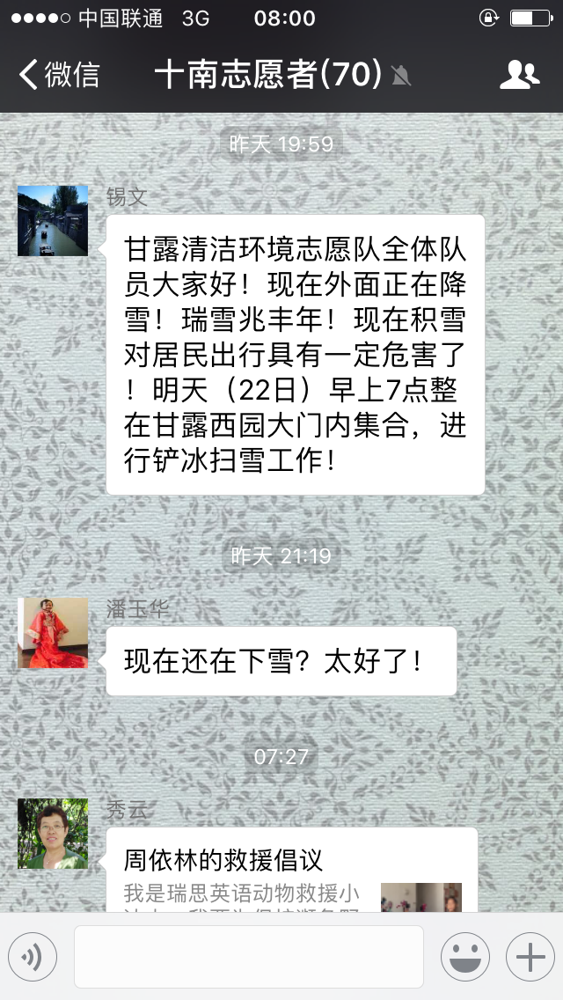 中国联通 3G 08:00
微信 十南志愿者(70)
昨天 19:59
锡文
甘露清洁环境志愿队全体队
员大家好！现在外面正在降
雪！瑞雪兆丰年！现在积雪
对居民出行具有一定危害了
！明天（22日）早上7点整
在甘露西园大门内集合，进
行铲冰扫雪工作！
昨天 21:19
潘玉华
现在还在下雪？太好了！
07:27
秀云
周依林的救援倡议
我是瑞思英语动物救援小